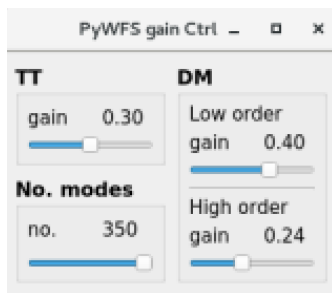 PyWFS gain Ctrl
TT
gain 0.30
No. modes
no. 350
DM
Low order
gain 0.40
High order
gain 0.24